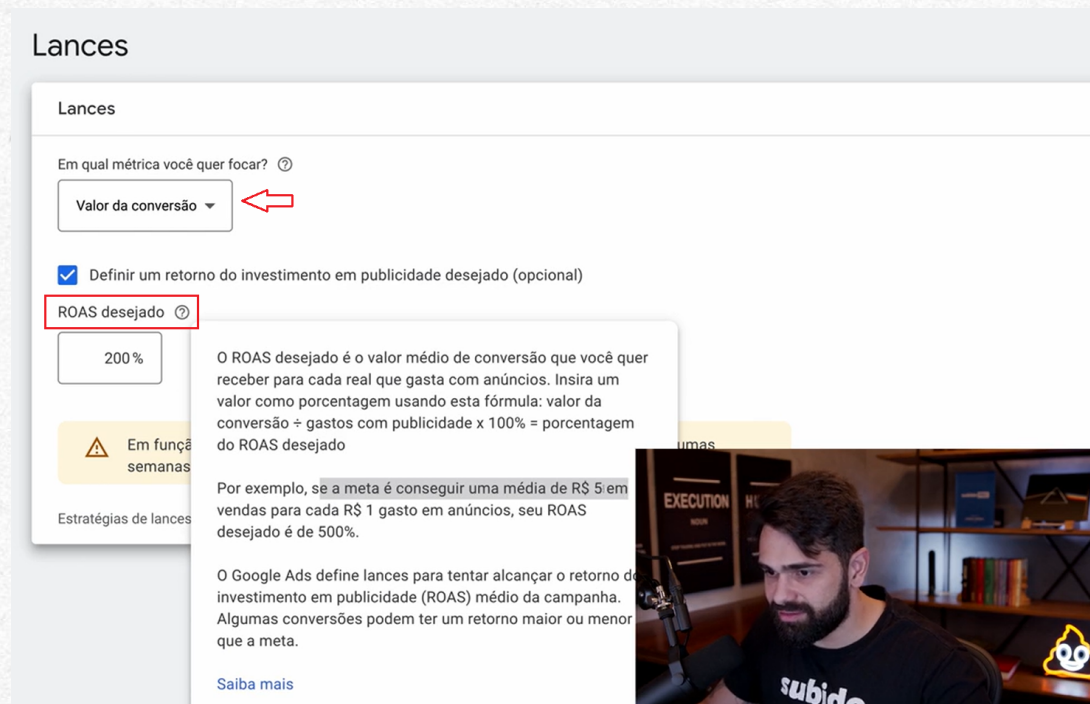 Lances
Lances
Em qual métrica você quer focar?
Valor da conversão
Definir um retorno do investimento em publicidade desejado (opcional)
ROAS desejado
200 %
O ROAS desejado é o valor médio de conversão que você quer
receber para cada real que gasta com anúncios. Insira um
valor como porcentagem usando esta fórmula: valor da
conversão ÷ gastos com publicidade x 100% = porcentagem
do ROAS desejado
Em funçã
umas
semanas
Por exemplo, se a meta é conseguir uma média de R$ 5 em
vendas para cada R$ 1 gasto em anúncios, seu ROAS
desejado é de 500%.
Estratégias de lances
O Google Ads define lances para tentar alcançar o retorno do
investimento em publicidade (ROAS) médio da campanha.
Algumas conversões podem ter um retorno maior ou menor
que a meta.
Saiba mais
EXECUTION
NOUN
subido